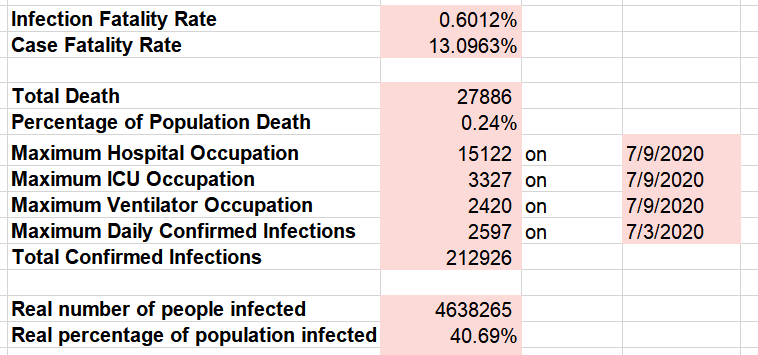 Infection Fatality Rate 0.6012%
Case Fatality Rate 13.0963%
Total Death 27886
Percentage of Population Death 0.24%
Maximum Hospital Occupation 15122 on 7/9/2020
Maximum ICU Occupation 3327 on 7/9/2020
Maximum Ventilator Occupation 2420 on 7/9/2020
Maximum Daily Confirmed Infections 2597 on 7/3/2020
Total Confirmed Infections 212926
Real number of people infected 4638265
Real percentage of population infected 40.69%